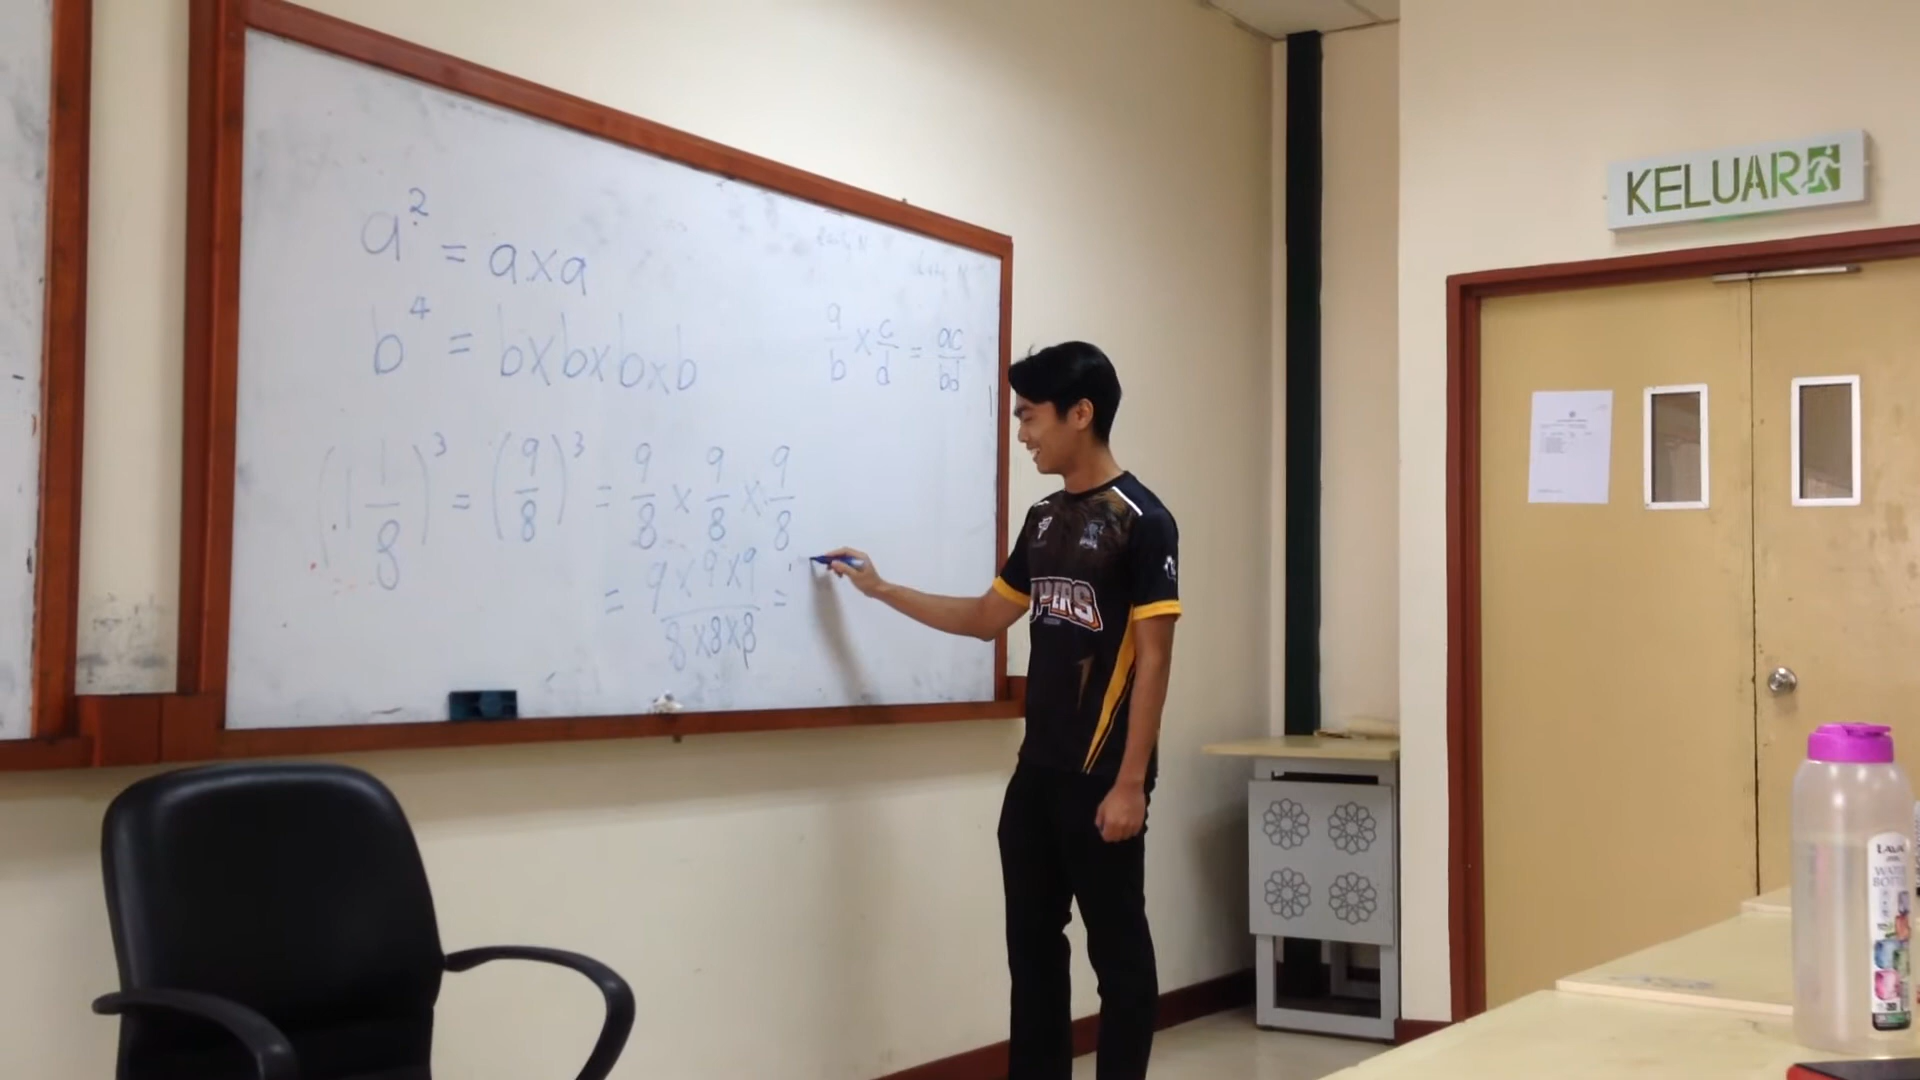 a² = a x a
b⁴ = b x b x b x b
a/b x c/d = ac/bd
(1 1/8)³ = (9/8)³ = 9/8 x 9/8 x 9/8
= 9 x 9 x 9 / 8 x 8 x 8 =
KELUAR
LAVA